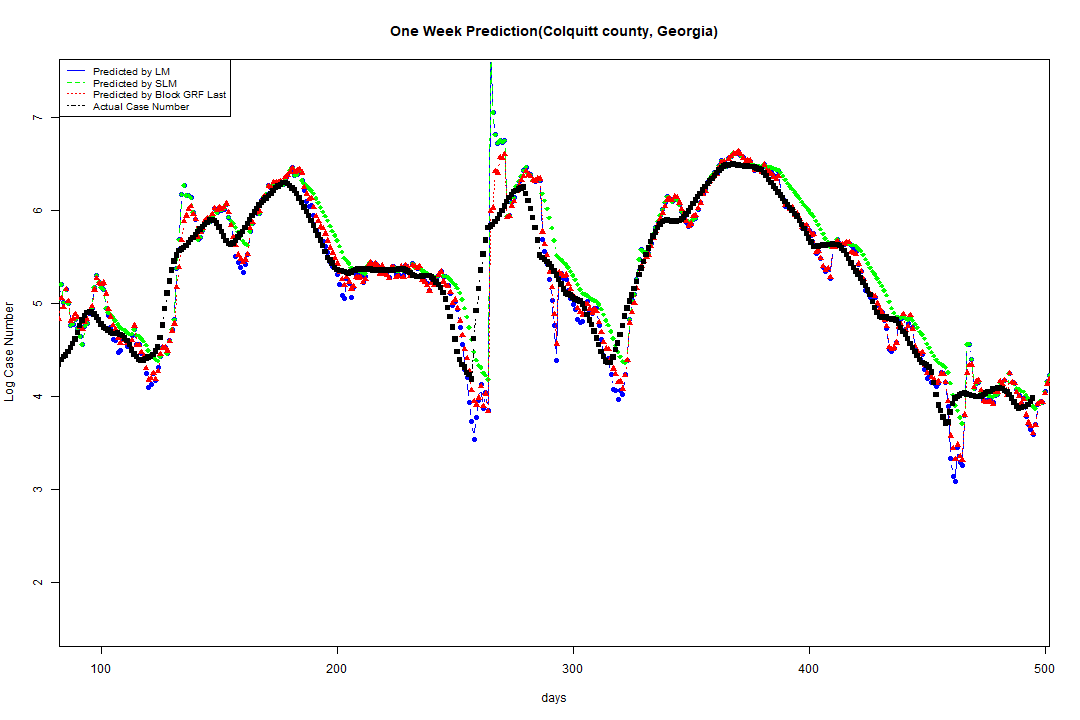 One Week Prediction(Colquitt county, Georgia)
Predicted by LM
Predicted by SLM
Predicted by Block GRF Last
Actual Case Number
7
6
5
4
3
2
Log Case Number
100 200 300 400 500
days